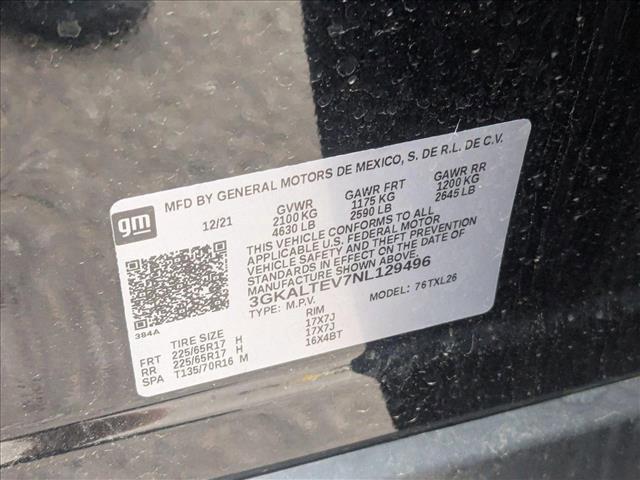 gm
MFD BY GENERAL MOTORS DE MEXICO, S. DE R.L. DE C.V.
12/21
GVWR GAWR FRT GAWR RR
2100 KG 1175 KG 1200 KG
4630 LB 2590 LB 2645 LB
THIS VEHICLE CONFORMS TO ALL
APPLICABLE U.S. FEDERAL MOTOR
VEHICLE SAFETY AND THEFT PREVENTION
STANDARDS IN EFFECT ON THE DATE OF
MANUFACTURE SHOWN ABOVE.
3GKALTEV7NL129496
TYPE: M.P.V. MODEL: 76TXL26
384A
TIRE SIZE RIM
FRT 225/65R17 H 17X7J
RR 225/65R17 H 17X7J
SPA T135/70R16 M 16X4BT